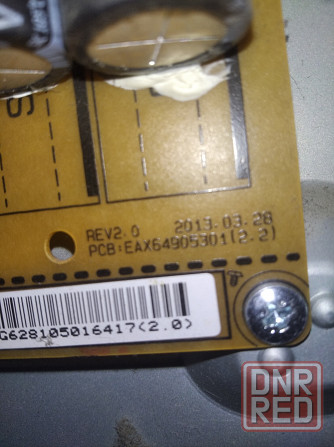 REV2.0 2013.03.28
PCB:EAX64905301(2.2)
G628105016417(2.0)
DNR
RED